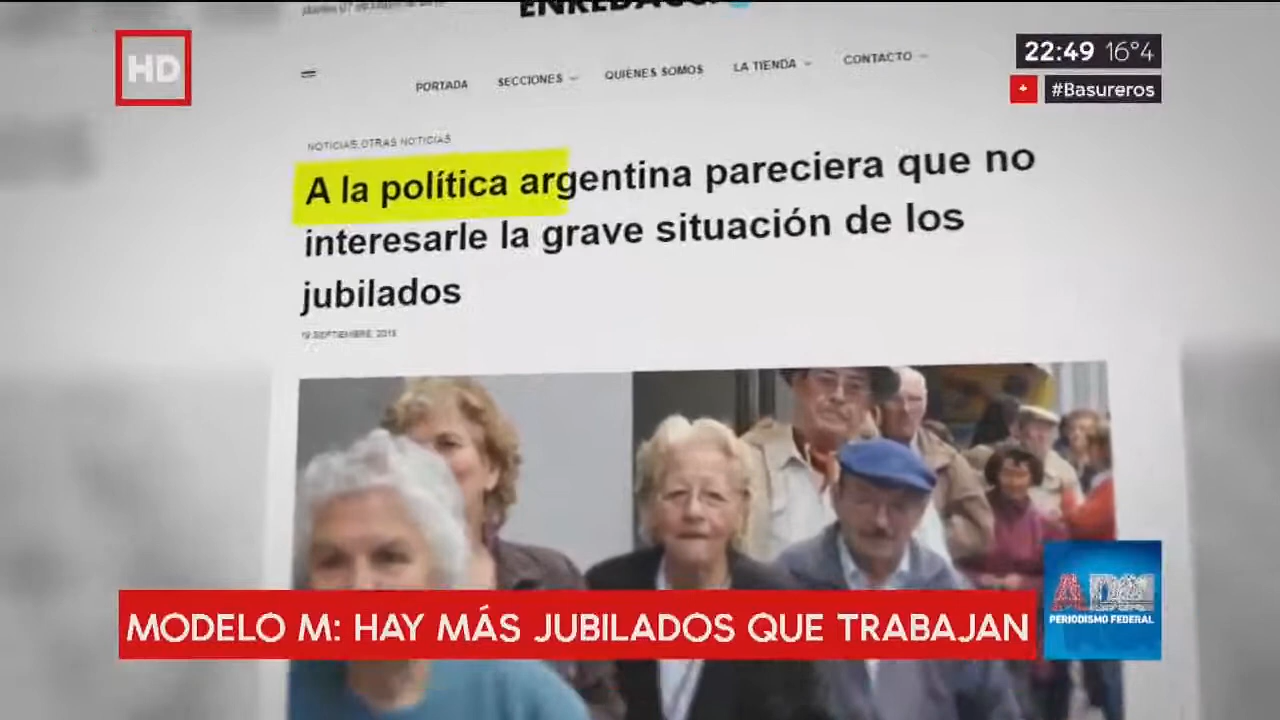 HD
22:49 16°4
+ #Basureros
PORTADA SECCIONES QUIÉNES SOMOS LA TIENDA CONTACTO
NOTICIAS, OTRAS NOTICIAS
A la política argentina pareciera que no
interesarle la grave situación de los
jubilados
MODELO M: HAY MÁS JUBILADOS QUE TRABAJAN
ADN
PERIODISMO FEDERAL